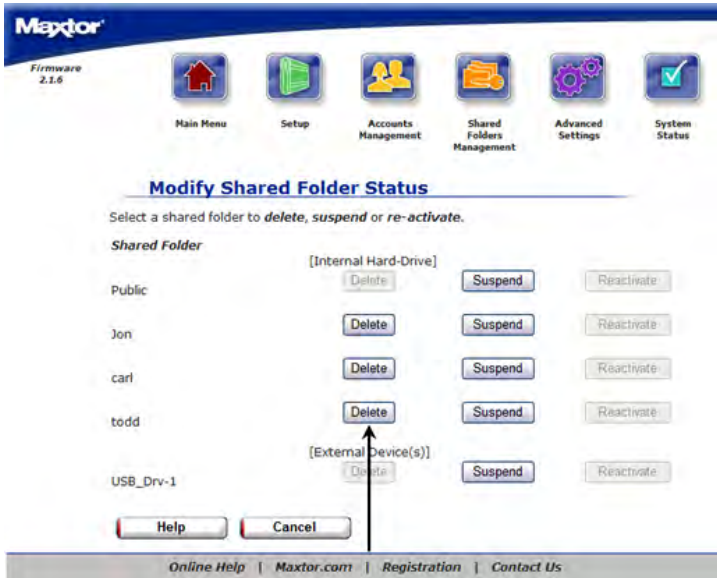 Maxtor
Firmware
2.1.6
Main Menu
Setup
Accounts
Management
Shared
Folders
Management
Advanced
Settings
System
Status
Modify Shared Folder Status
Select a shared folder to delete, suspend or re-activate.
Shared Folder
[Internal Hard-Drive]
Public Delete Suspend Reactivate
Jon Delete Suspend Reactivate
carl Delete Suspend Reactivate
todd Delete Suspend Reactivate
[External Device(s)]
USB_Drv-1 Delete Suspend Reactivate
Help Cancel
Online Help | Maxtor.com | Registration | Contact Us